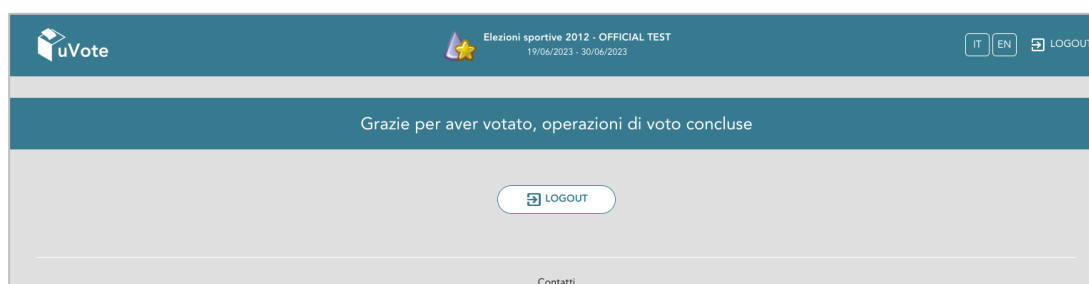 uVote
Elezioni sportive 2012 - OFFICIAL TEST
19/06/2023 - 30/06/2023
IT EN LOGOUT
Grazie per aver votato, operazioni di voto concluse
LOGOUT
Contatti